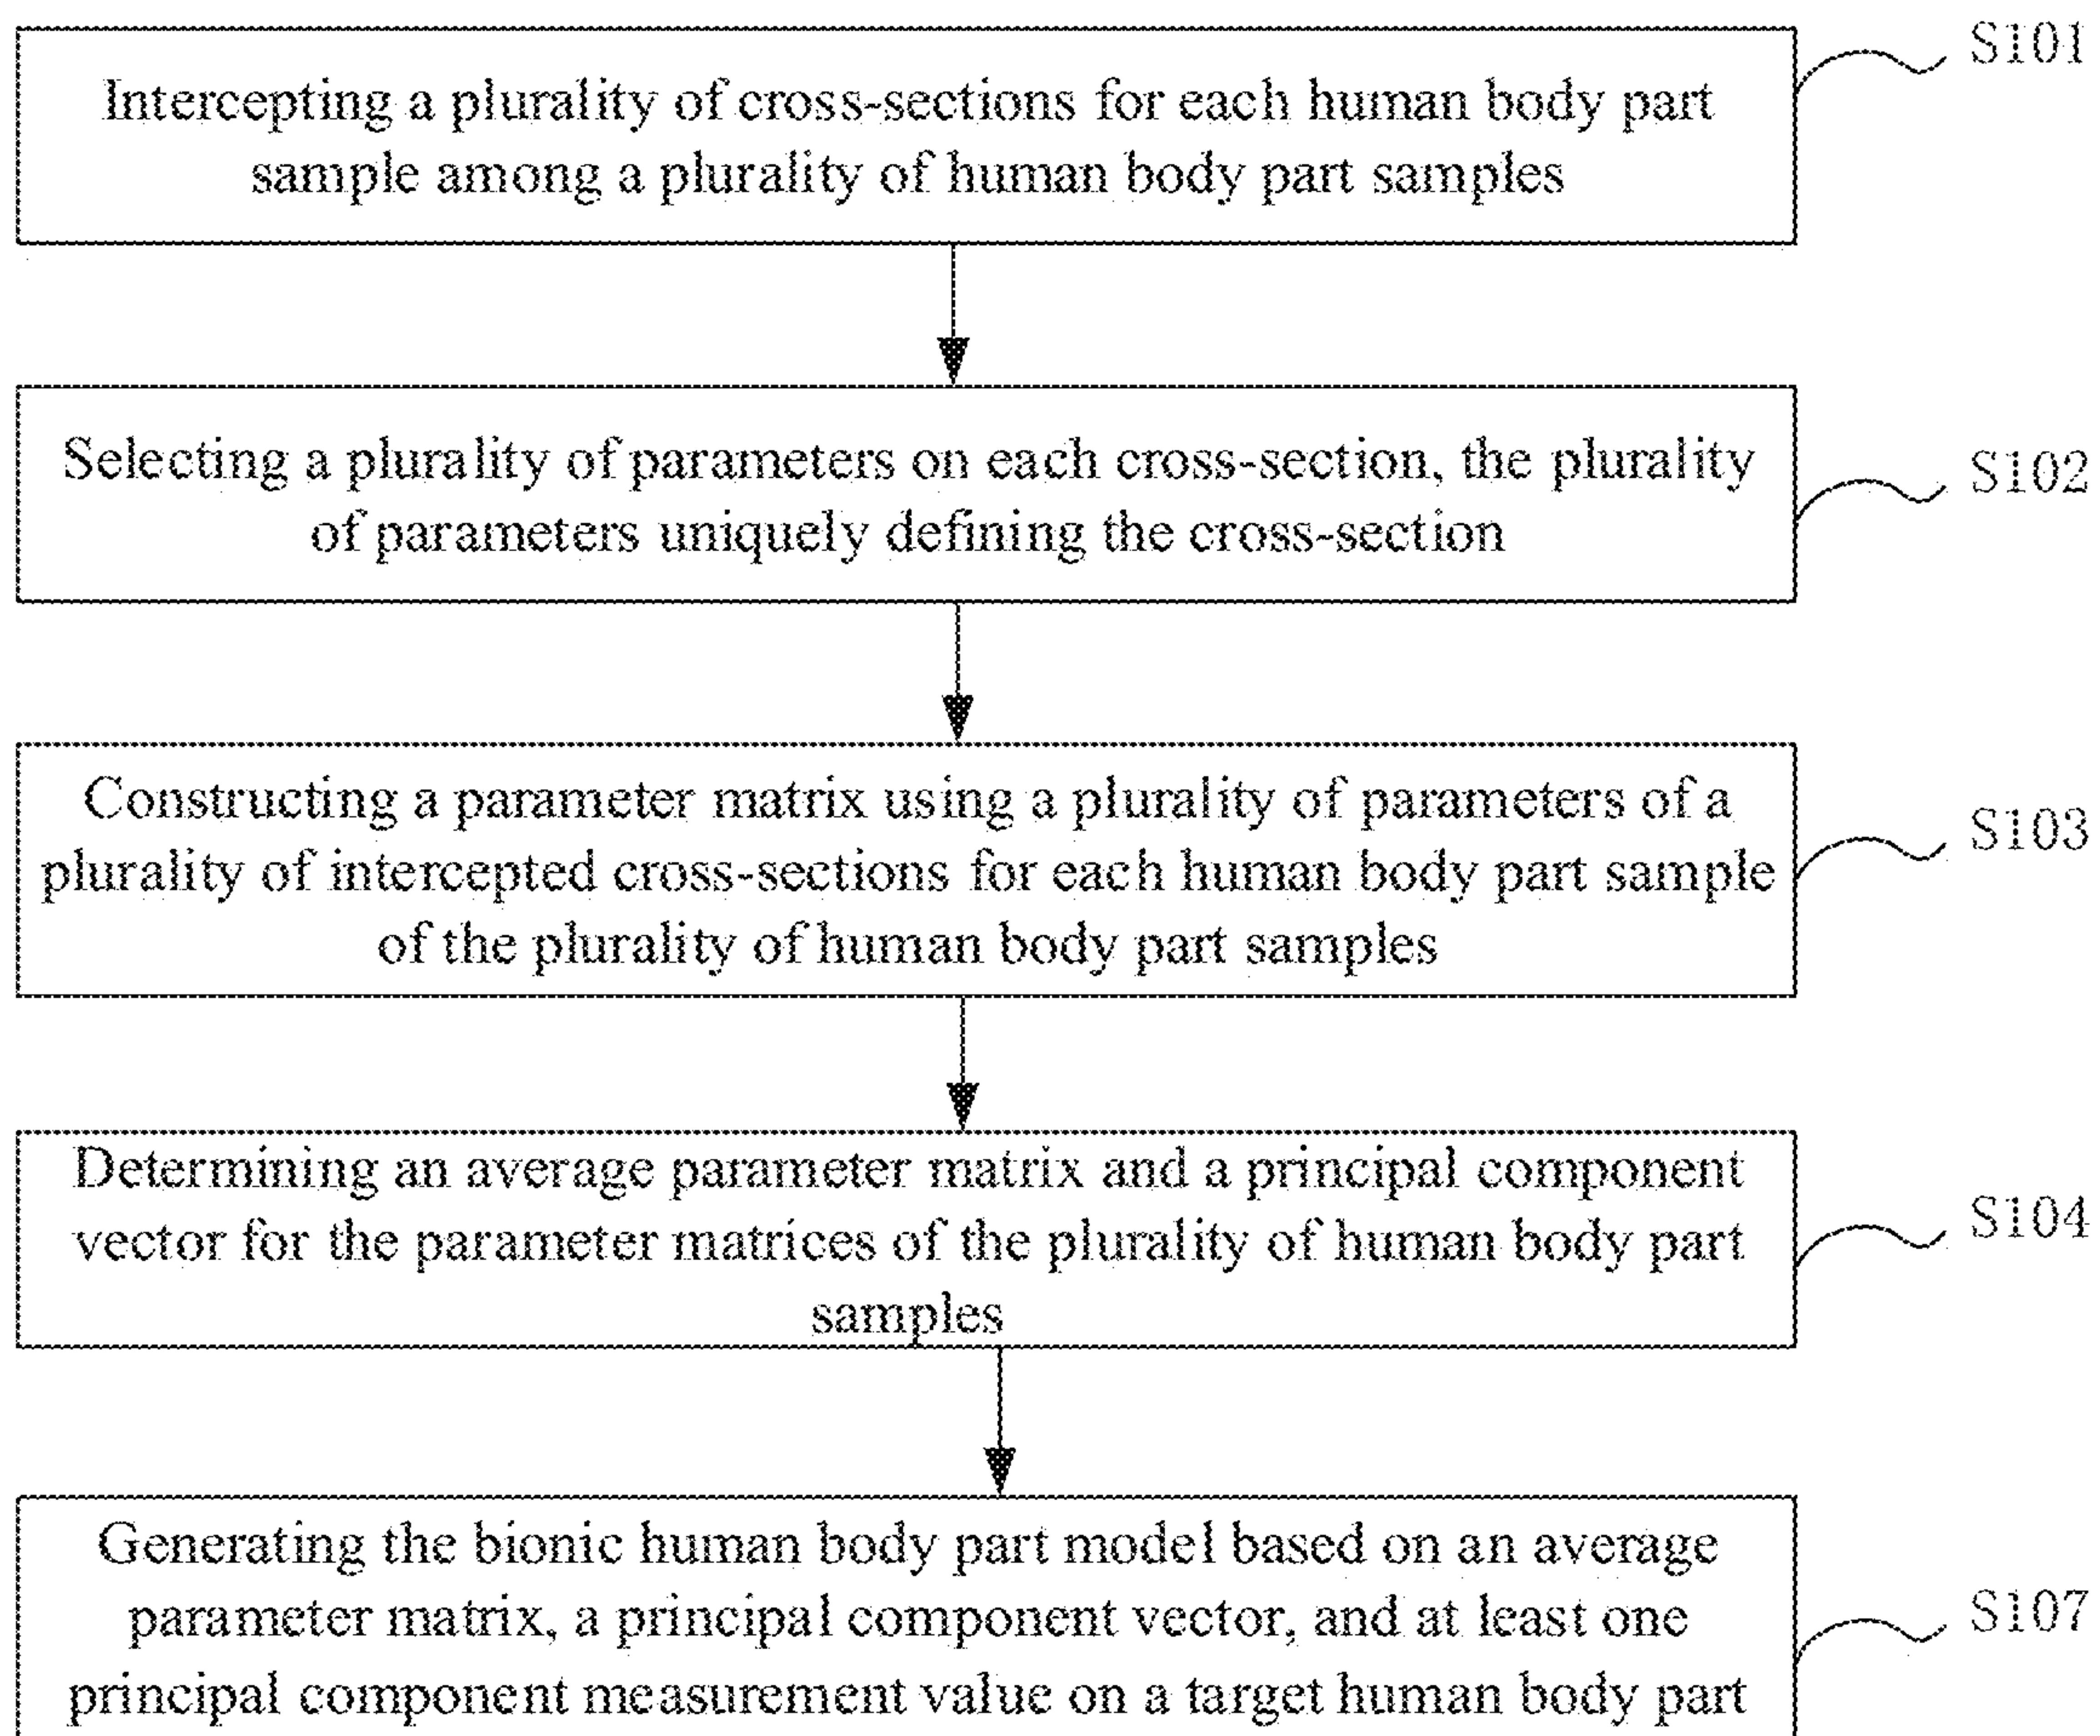 S101
Intercepting a plurality of cross-sections for each human body part
sample among a plurality of human body part samples
Selecting a plurality of parameters on each cross-section, the plurality
of parameters uniquely defining the cross-section
S102
Constructing a parameter matrix using a plurality of parameters of a
plurality of intercepted cross-sections for each human body part sample
of the plurality of human body part samples
S103
Determining an average parameter matrix and a principal component
vector for the parameter matrices of the plurality of human body part
samples
S104
Generating the bionic human body part model based on an average
parameter matrix, a principal component vector, and at least one
principal component measurement value on a target human body part
S107